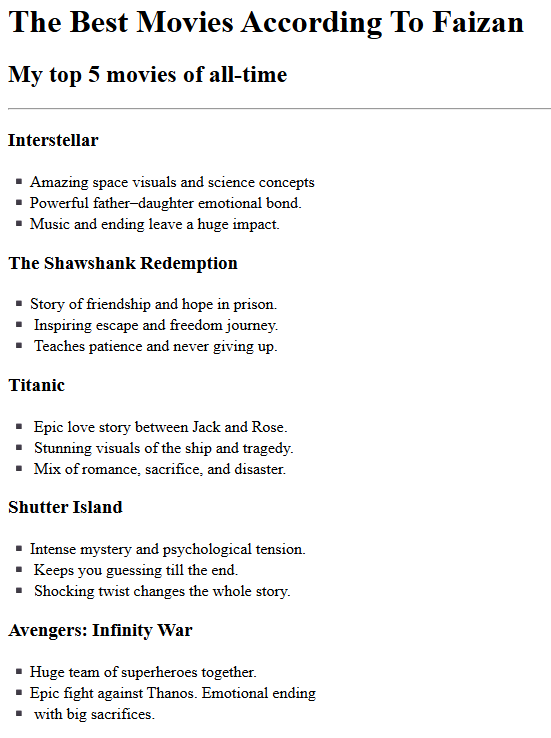 The Best Movies According To Faizan
My top 5 movies of all-time
Interstellar
▪ Amazing space visuals and science concepts
▪ Powerful father–daughter emotional bond.
▪ Music and ending leave a huge impact.
The Shawshank Redemption
▪ Story of friendship and hope in prison.
▪ Inspiring escape and freedom journey.
▪ Teaches patience and never giving up.
Titanic
▪ Epic love story between Jack and Rose.
▪ Stunning visuals of the ship and tragedy.
▪ Mix of romance, sacrifice, and disaster.
Shutter Island
▪ Intense mystery and psychological tension.
▪ Keeps you guessing till the end.
▪ Shocking twist changes the whole story.
Avengers: Infinity War
▪ Huge team of superheroes together.
▪ Epic fight against Thanos. Emotional ending
▪ with big sacrifices.